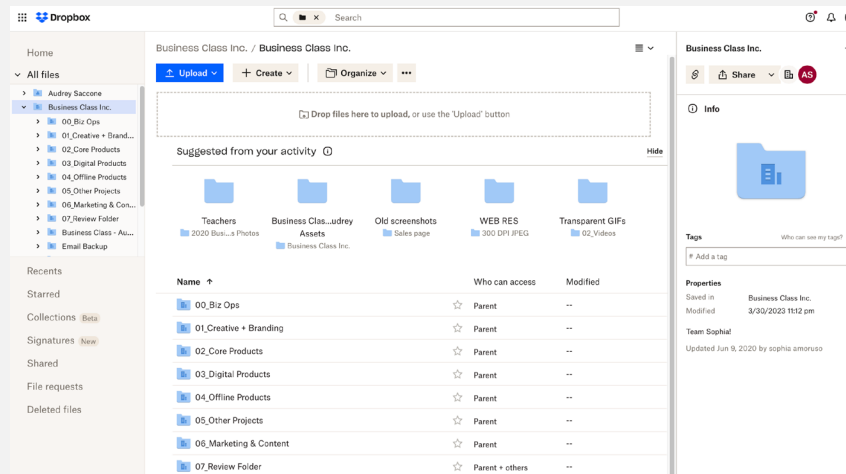 Dropbox
Search
Home
All files
Audrey Saccone
Business Class Inc.
00_Biz Ops
01_Creative + Brand...
02_Core Products
03_Digital Products
04_Offline Products
05_Other Projects
06_Marketing & Con...
07_Review Folder
Business Class - Au...
Email Backup
Recents
Starred
Collections Beta
Signatures New
Shared
File requests
Deleted files
Business Class Inc. / Business Class Inc.
Upload
Create
Organize
Drop files here to upload, or use the 'Upload' button
Suggested from your activity
Hide
Teachers
2020 Busi...s Photos
Business Clas...udrey
Assets
Business Class Inc.
Old screenshots
Sales page
WEB RES
300 DPI JPEG
Transparent GIFs
02_Videos
Name Who can access Modified
00_Biz Ops Parent --
01_Creative + Branding Parent --
02_Core Products Parent --
03_Digital Products Parent --
04_Offline Products Parent --
05_Other Projects Parent --
06_Marketing & Content Parent --
07_Review Folder Parent + others --
Business Class Inc.
Share AS
Info
Tags Who can see my tags?
# Add a tag
Properties
Saved in Business Class Inc.
Modified 3/30/2023 11:12 pm
Team Sophia!
Updated Jun 9, 2020 by sophia amoruso